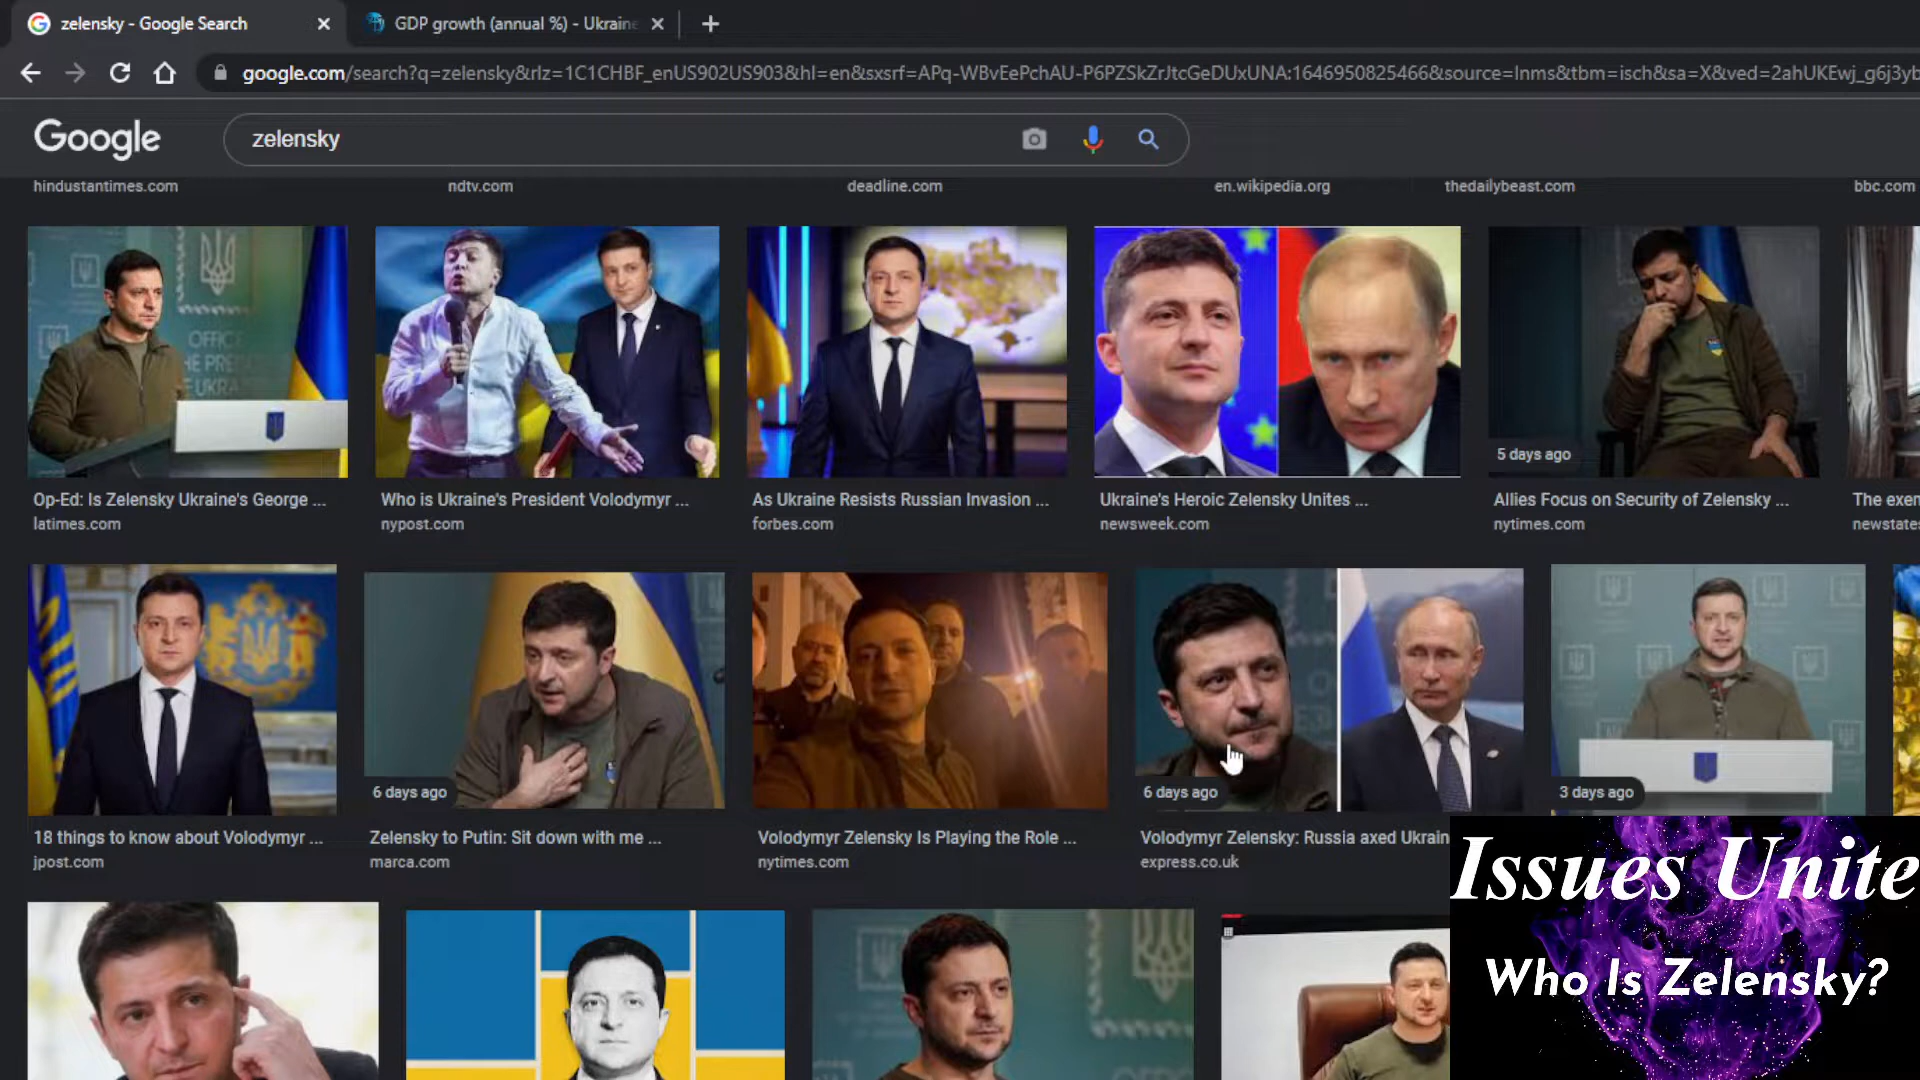 zelensky - Google Search
GDP growth (annual %) - Ukraine
google.com/search?q=zelensky&rlz=1C1CHBF_enUS902US903&hl=en&sxsrf=APq-WBvEePchAU-P6PZSkZrJtcGeDUxUNA:1646950825466&source=lnms&tbm=isch&sa=X&ved=2ahUKEwj_g6j3yb
Google
zelensky
hindustantimes.com
ndtv.com
deadline.com
en.wikipedia.org
thedailybeast.com
bbc.com
OFFICE
5 days ago
Op-Ed: Is Zelensky Ukraine's George ...
latimes.com
Who is Ukraine's President Volodymyr ...
nypost.com
As Ukraine Resists Russian Invasion ...
forbes.com
Ukraine's Heroic Zelensky Unites ...
newsweek.com
Allies Focus on Security of Zelensky ...
nytimes.com
The exem
newstates
6 days ago
6 days ago
3 days ago
18 things to know about Volodymyr ...
jpost.com
Zelensky to Putin: Sit down with me ...
marca.com
Volodymyr Zelensky Is Playing the Role ...
nytimes.com
Volodymyr Zelensky: Russia axed Ukrain
express.co.uk
Issues Unite
Who Is Zelensky?